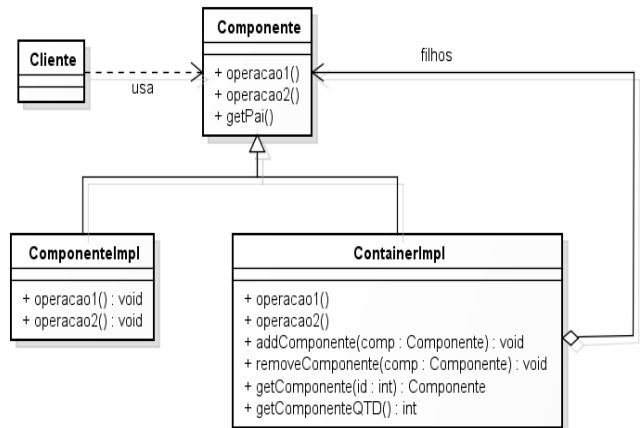 Componente
+ operacao1()
+ operacao2()
+ getPai()
Cliente
usa
filhos
ComponenteImpl
+ operacao1() : void
+ operacao2() : void
ContainerImpl
+ operacao1()
+ operacao2()
+ addComponente(comp : Componente) : void
+ removeComponente(comp : Componente) : void
+ getComponente(id : int) : Componente
+ getComponenteQTD() : int